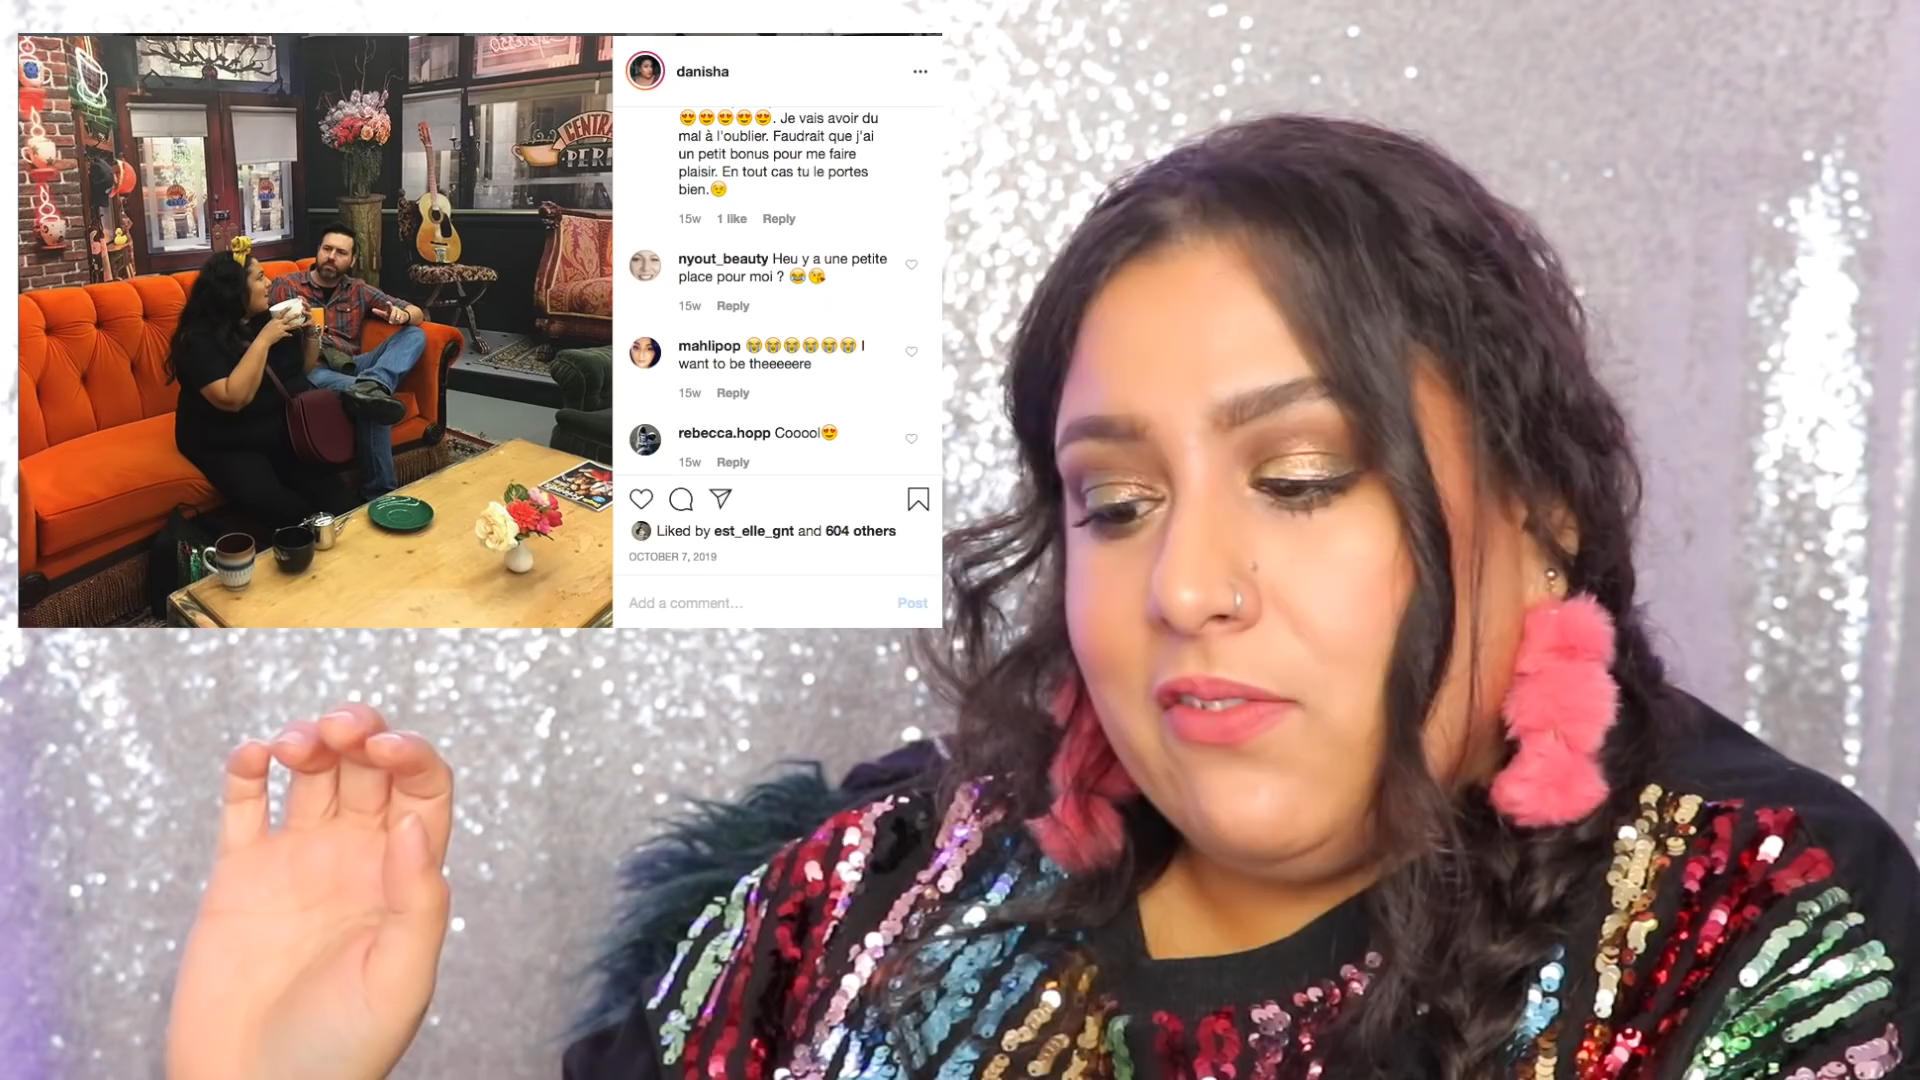 CENTRA
PER
danisha
😍😍😍😍😍. Je vais avoir du
mal à l'oublier. Faudrait que j'ai
un petit bonus pour me faire
plaisir. En tout cas tu le portes
bien.😉
15w 1 like Reply
nyout_beauty Heu y a une petite
place pour moi ? 😂😘
15w Reply
mahlipop 😭😭😭😭😭😭 I
want to be theeeeere
15w Reply
rebecca.hopp Cooool😍
15w Reply
Liked by est_elle_gnt and 604 others
OCTOBER 7, 2019
Add a comment... Post